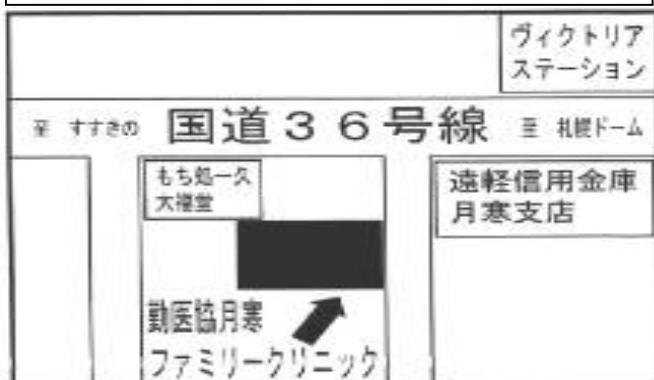 ヴィクトリア
ステーション
至 すすきの 国道36号線 至 札幌ドーム
もち処一久
大福堂
遠軽信用金庫
月寒支店
勤医協月寒
ファミリークリニック